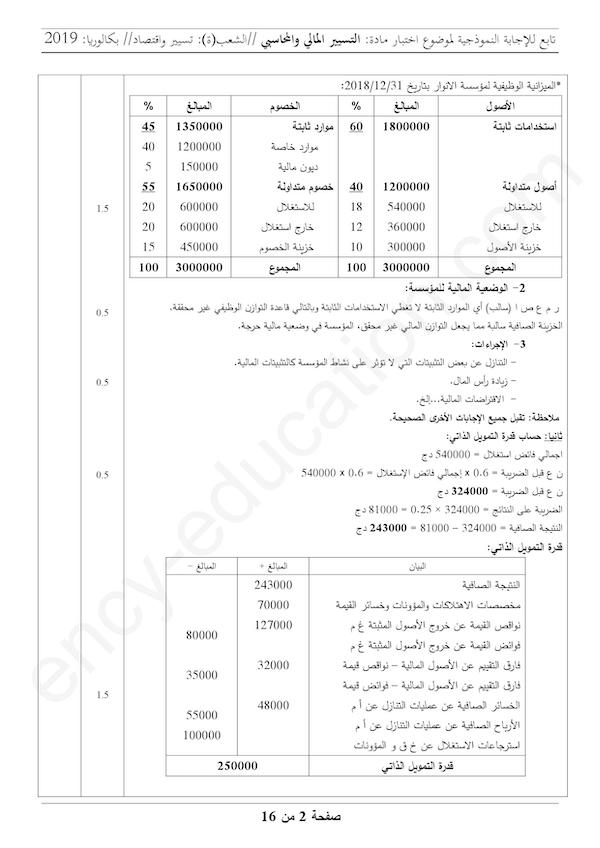 تابع للإجابة النموذجية لموضوع اختبار مادة: التسيير المالي والمحاسبي //الشعب(ة): تسيير واقتصاد// بكالوريا: 2019
*الميزانية الوظيفية لمؤسسة الانوار بتاريخ 2018/12/31:
الأصول المبالغ % الخصوم المبالغ %
استخدامات ثابتة 1800000 60 موارد ثابتة 1350000 45
موارد خاصة 1200000 40
ديون مالية 150000 5
أصول متداولة 1200000 40 خصوم متداولة 1650000 55
للاستغلال 540000 18 للاستغلال 600000 20
خارج استغلال 360000 12 خارج استغلال 600000 20
خزينة الأصول 300000 10 خزينة الخصوم 450000 15
المجموع 3000000 100 المجموع 3000000 100
1.5
2- الوضعية المالية للمؤسسة:
ر م ع ص ا (سالب) أي الموارد الثابتة لا تغطي الاستخدامات الثابتة وبالتالي قاعدة التوازن الوظيفي غير محققة.
0.5
الخزينة الصافية سالبة مما يجعل التوازن المالي غير محقق، المؤسسة في وضعية مالية حرجة.
3- الإجراءات:
- التنازل عن بعض التثبيتات التي لا تؤثر على نشاط المؤسسة كالتثبيتات المالية.
- زيادة رأس المال.
0.5
- الاقتراضات المالية...إلخ.
ملاحظة: تقبل جميع الإجابات الأخرى الصحيحة.
ثانيا: حساب قدرة التمويل الذاتي:
اجمالي فائض استغلال = 540000 دج
ن ع قبل الضريبة = 0.6 x إجمالي فائض الإستغلال = 0.6 x 540000
0.5
ن ع قبل الضريبة = 324000 دج
الضريبة على النتائج = 324000 × 0.25 = 81000 دج
النتيجة الصافية = 324000 – 81000 = 243000 دج
قدرة التمويل الذاتي:
البيان المبالغ + المبالغ –
النتيجة الصافية 243000
مخصصات الاهتلاكات والمؤونات وخسائر القيمة 70000
نواقص القيمة عن خروج الأصول المثبتة غ م 127000
فوائض القيمة عن خروج الأصول المثبتة غ م 80000
فارق التقييم عن الأصول المالية – نواقص قيمة 32000
فارق التقييم عن الأصول المالية – فوائض قيمة 35000
الخسائر الصافية عن عمليات التنازل عن أ م 48000
الأرباح الصافية عن عمليات التنازل عن أ م 55000
استرجاعات الاستغلال عن خ ق و المؤونات 100000
1.5
قدرة التمويل الذاتي 250000
صفحة 2 من 16
ency-education.com